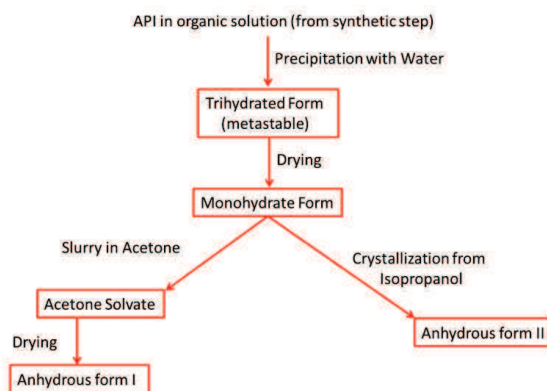 API in organic solution (from synthetic step)
Precipitation with Water
Trihydrated Form
(metastable)
Drying
Monohydrate Form
Slurry in Acetone
Crystallization from
Isopropanol
Acetone Solvate
Anhydrous form II
Drying
Anhydrous form I